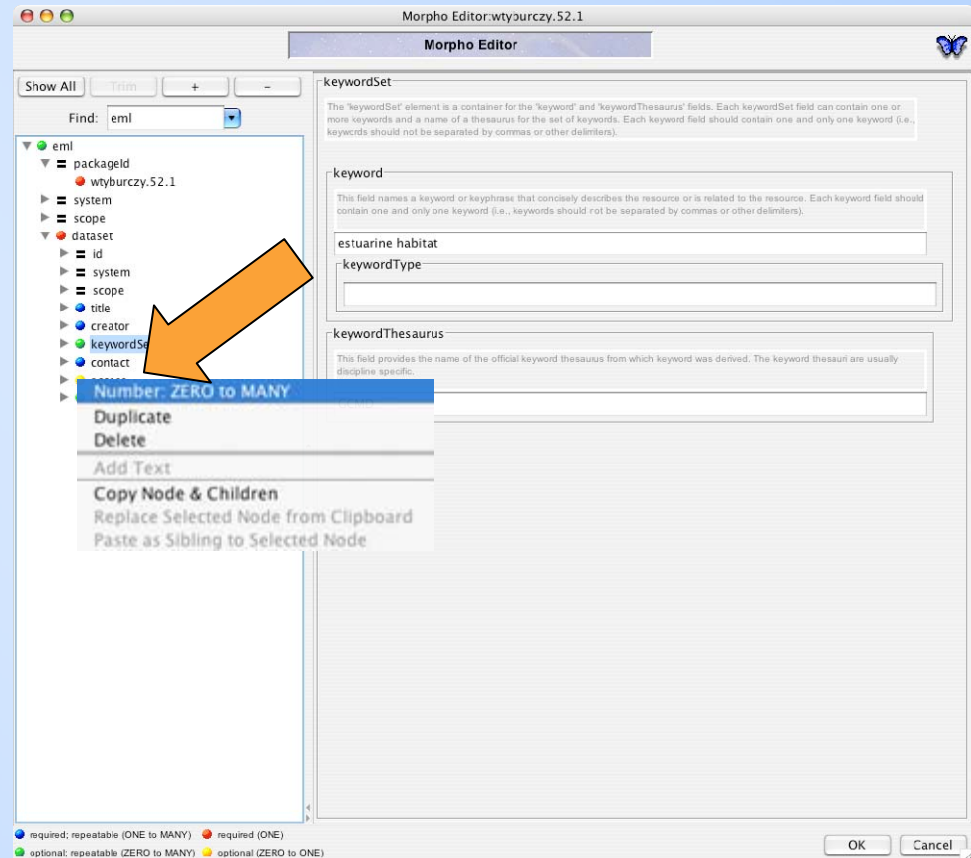 Morpho Editor:wtyburczy.52.1
Morpho Editor
Show All Trim + -
Find: eml
eml
packageId
wtyburczy.52.1
system
scope
dataset
id
system
scope
title
creator
keywordSe
contact
Number: ZERO to MANY
Duplicate
Delete
Add Text
Copy Node & Children
Replace Selected Node from Clipboard
Paste as Sibling to Selected Node
keywordSet
The 'keywordSet' element is a container for the 'keyword' and 'keywordThesaurus' fields. Each keywordSet field can contain one or
more keywords and a name of a thesaurus for the set of keywords. Each keyword field should contain one and only one keyword (i.e.,
keywords should not be separated by commas or other delimiters).
keyword
This field names a keyword or keyphrase that concisely describes the resource or is related to the resource. Each keyword field should
contain one and only one keyword (i.e., keywords should not be separated by commas or other delimiters).
estuarine habitat
keywordType
keywordThesaurus
This field provides the name of the official keyword thesaurus from which keyword was derived. The keyword thesauri are usually
discipline specific.
required; repeatable (ONE to MANY) required (ONE)
optional; repeatable (ZERO to MANY) optional (ZERO to ONE)
OK Cancel